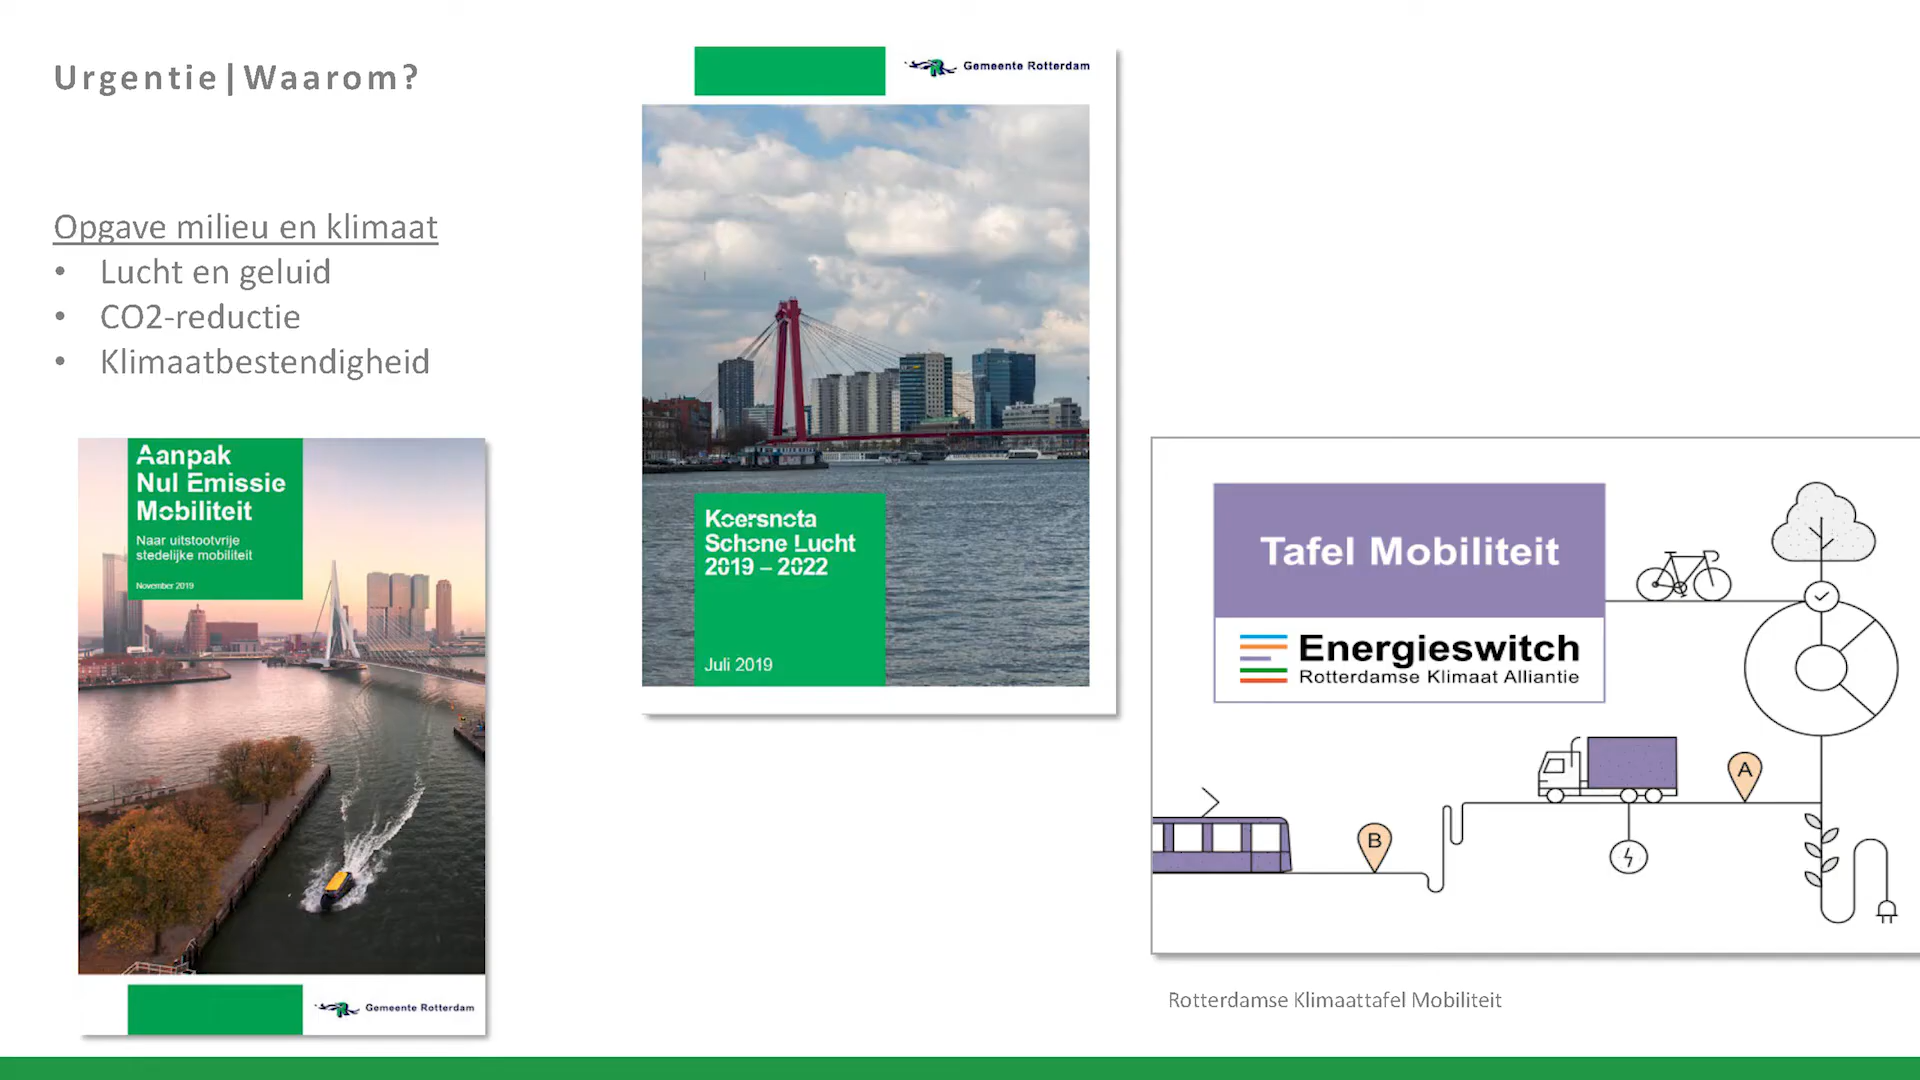 Urgentie|Waarom?
Opgave milieu en klimaat
• Lucht en geluid
• CO2-reductie
• Klimaatbestendigheid
Aanpak
Nul Emissie
Mobiliteit
Naar uitstootvrije
stedelijke mobiliteit
November 2019
Gemeente Rotterdam
Gemeente Rotterdam
Koersnota
Schone Lucht
2019 – 2022
Juli 2019
Tafel Mobiliteit
Energieswitch
Rotterdamse Klimaat Alliantie
A
B
Rotterdamse Klimaattafel Mobiliteit